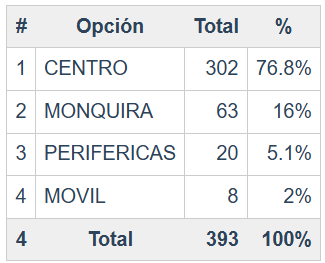 # Opción Total %
1 CENTRO 302 76.8%
2 MONQUIRA 63 16%
3 PERIFERICAS 20 5.1%
4 MOVIL 8 2%
4 Total 393 100%